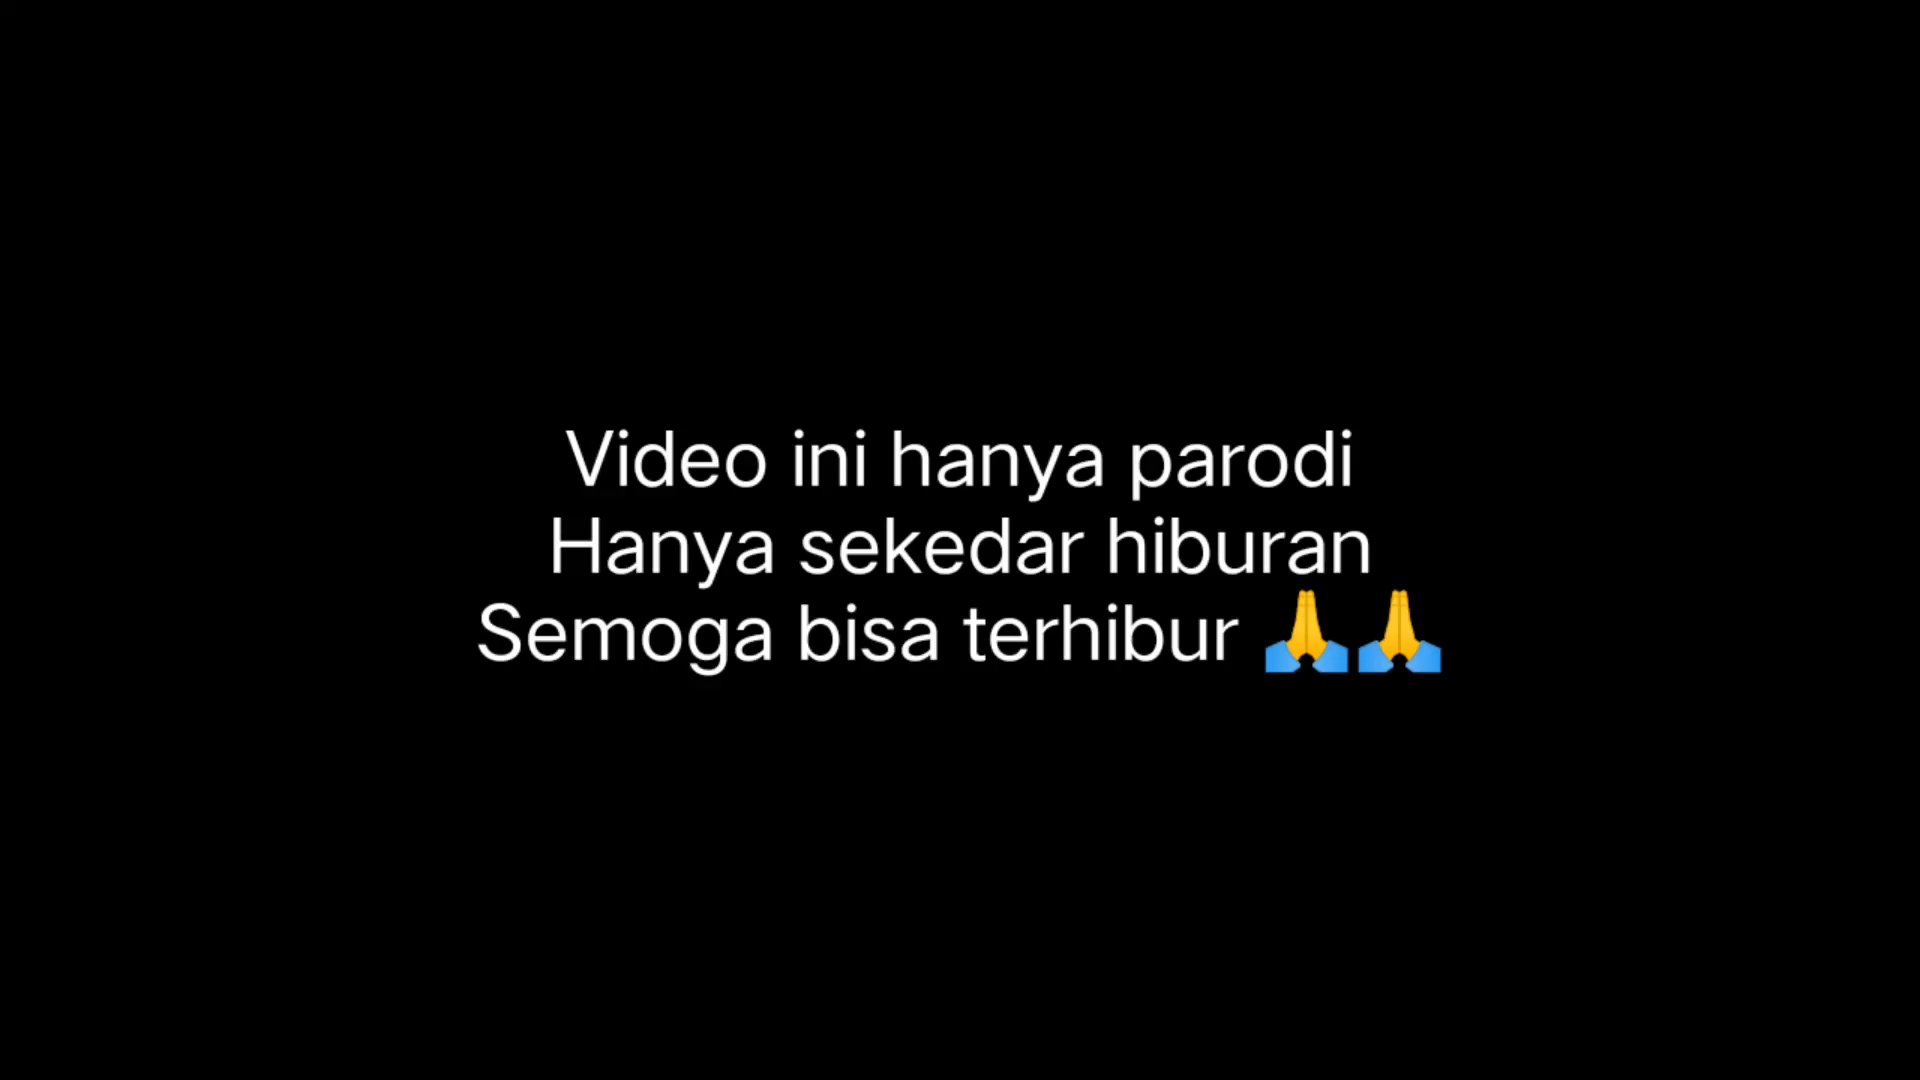 Video ini hanya parodi
Hanya sekedar hiburan
Semoga bisa terhibur 🙏🙏